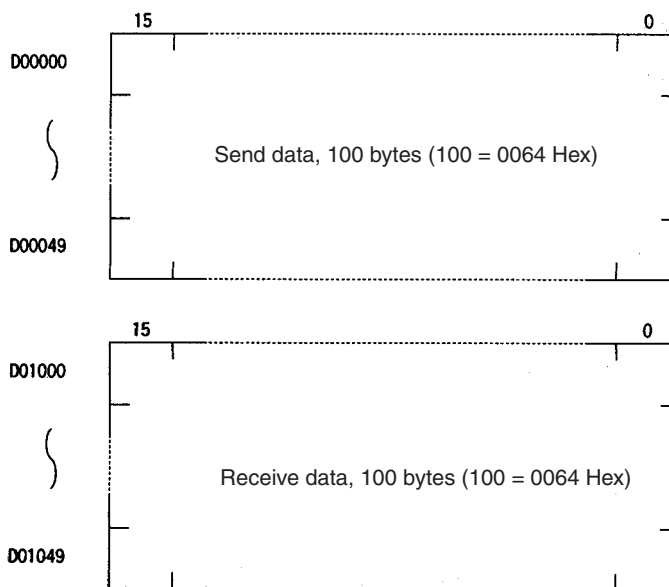 15 0
D00000
Send data, 100 bytes (100 = 0064 Hex)
D00049
15 0
D01000
Receive data, 100 bytes (100 = 0064 Hex)
D01049